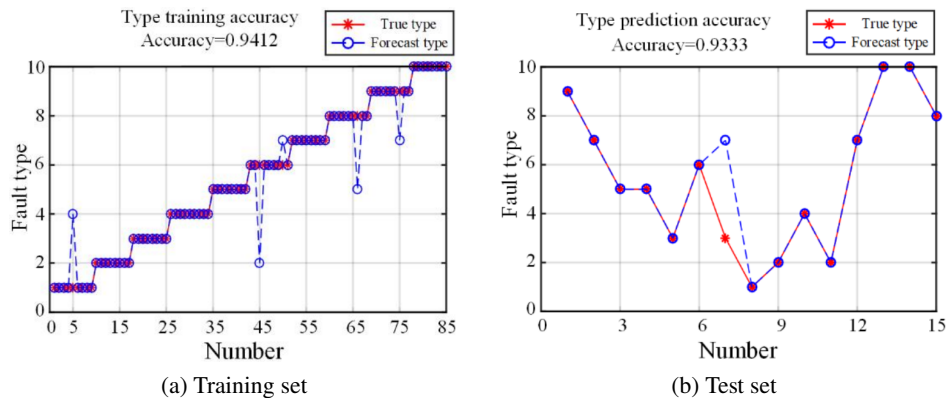 Type training accuracy
Accuracy=0.9412
True type
Forecast type
Fault type
10
8
6
4
2
0
0 5 15 25 35 45 55 65 75 85
Number
(a) Training set
Type prediction accuracy
Accuracy=0.9333
True type
Forecast type
Fault type
10
8
6
4
2
0
0 3 6 9 12 15
Number
(b) Test set